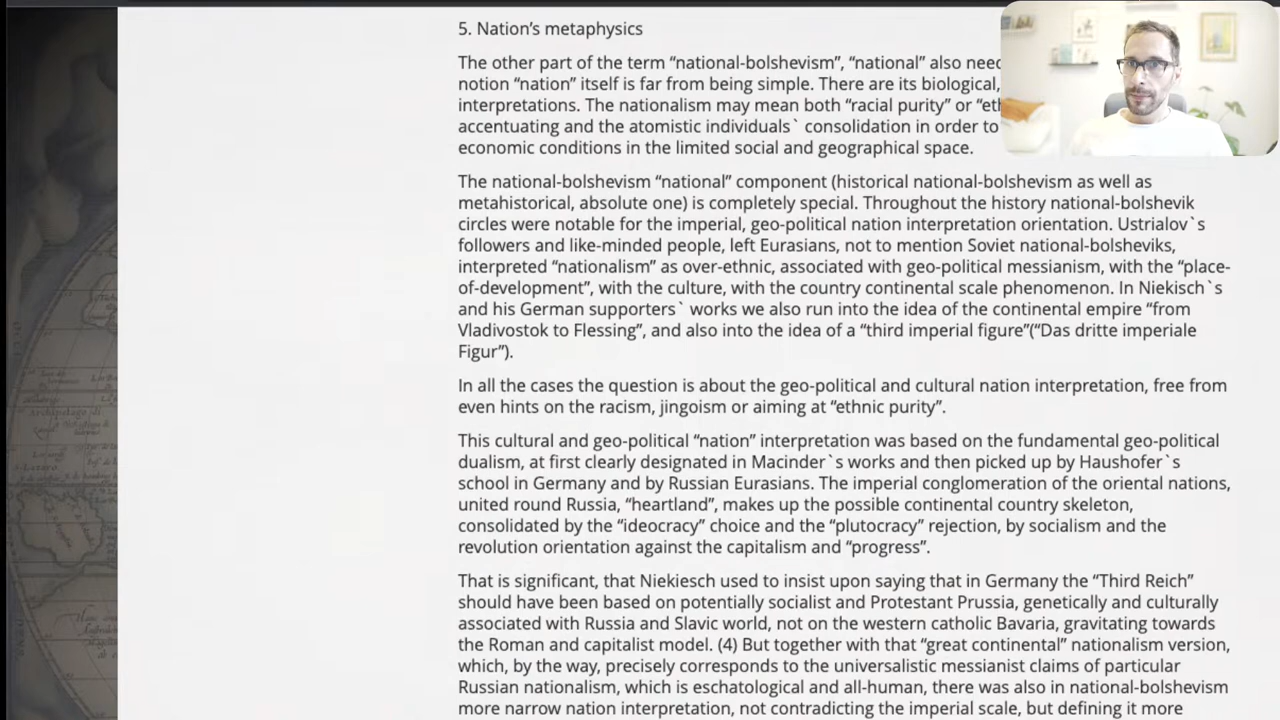 5. Nation’s metaphysics
The other part of the term “national-bolshevism”, “national” also
notion “nation” itself is far from being simple. There are its biological,
interpretations. The nationalism may mean both “racial purity” or
accentuating and the atomistic individuals` consolidation in order to
economic conditions in the limited social and geographical space.
The national-bolshevism “national” component (historical national-bolshevism as well as
metahistorical, absolute one) is completely special. Throughout the history national-bolshevik
circles were notable for the imperial, geo-political nation interpretation orientation. Ustrialov`s
followers and like-minded people, left Eurasians, not to mention Soviet national-bolsheviks,
interpreted “nationalism” as over-ethnic, associated with geo-political messianism, with the “place-
of-development”, with the culture, with the country continental scale phenomenon. In Niekisch`s
and his German supporters` works we also run into the idea of the continental empire “from
Vladivostok to Flessing”, and also into the idea of a “third imperial figure”(“Das dritte imperiale
Figur”).
In all the cases the question is about the geo-political and cultural nation interpretation, free from
even hints on the racism, jingoism or aiming at “ethnic purity”.
This cultural and geo-political “nation” interpretation was based on the fundamental geo-political
dualism, at first clearly designated in Macinder`s works and then picked up by Haushofer`s
school in Germany and by Russian Eurasians. The imperial conglomeration of the oriental nations,
united round Russia, “heartland”, makes up the possible continental country skeleton,
consolidated by the “ideocracy” choice and the “plutocracy” rejection, by socialism and the
revolution orientation against the capitalism and “progress”.
That is significant, that Niekiesch used to insist upon saying that in Germany the “Third Reich”
should have been based on potentially socialist and Protestant Prussia, genetically and culturally
associated with Russia and Slavic world, not on the western catholic Bavaria, gravitating towards
the Roman and capitalist model. (4) But together with that “great continental” nationalism version,
which, by the way, precisely corresponds to the universalistic messianist claims of particular
Russian nationalism, which is eschatological and all-human, there was also in national-bolshevism
more narrow nation interpretation, not contradicting the imperial scale, but defining it more